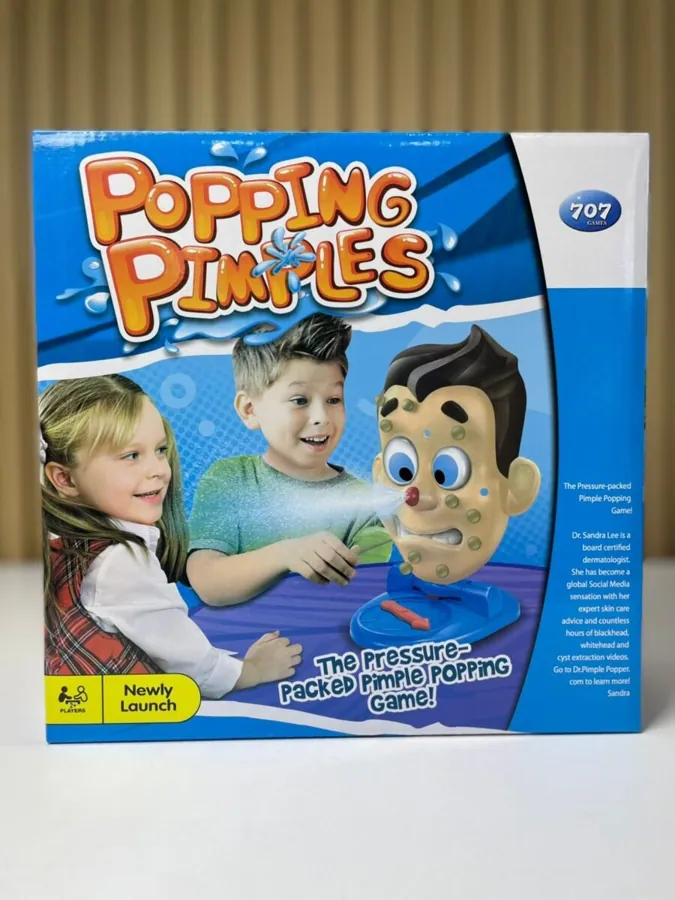 POPPING
PIMPLES
707
GAMES
The Pressure-packed
Pimple Popping
Game!
Dr. Sandra Lee is a
board certified
dermatologist.
She has become a
global Social Media
sensation with her
expert skin care
advice and countless
hours of blackhead,
whitehead and
cyst extraction videos.
Go to Dr.Pimple Popper.
com to learn more!
Sandra
The Pressure-
Packed Pimple Popping
Game!
2+
PLAYERS
Newly
Launch